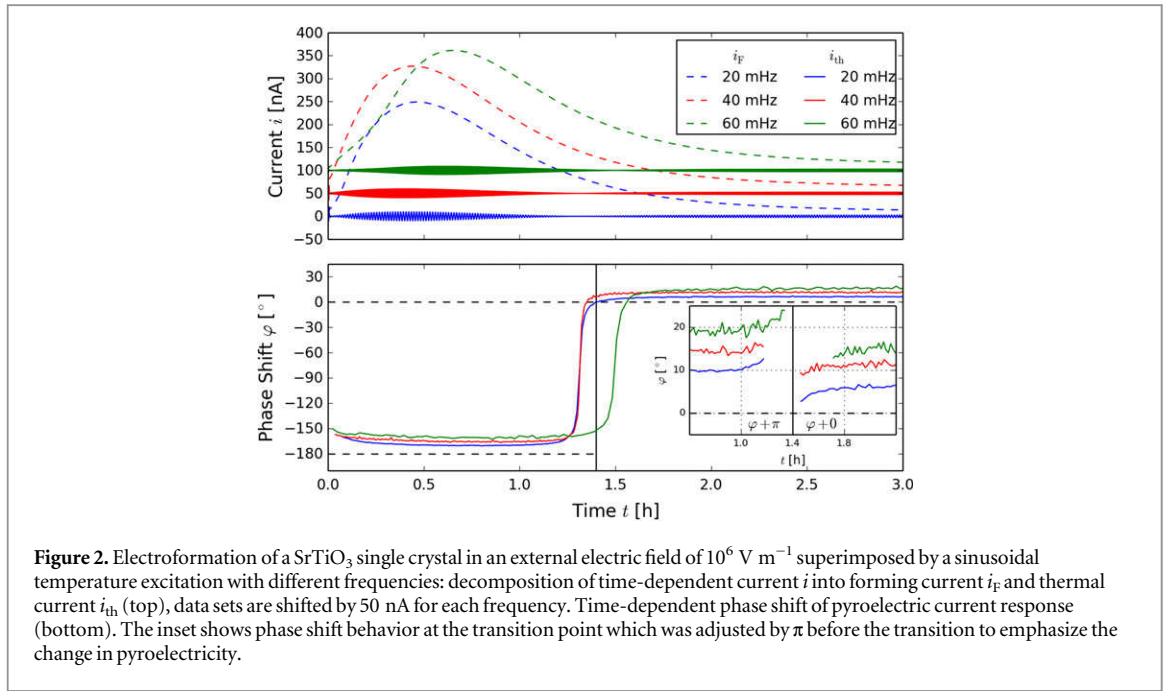 400
350
300
250
200
150
100
50
0
−50
Current i [nA]
i_F i_th
20 mHz 20 mHz
40 mHz 40 mHz
60 mHz 60 mHz
30
0
−30
−60
−90
−120
−150
−180
Phase Shift φ [°]
20
10
0
φ [°]
φ+π φ+0
1.0 1.4 1.8
t [h]
0.0 0.5 1.0 1.5 2.0 2.5 3.0
Time t [h]
Figure 2. Electroformation of a SrTiO₃ single crystal in an external electric field of 10⁶ V m⁻¹ superimposed by a sinusoidal
temperature excitation with different frequencies: decomposition of time-dependent current i into forming current i_F and thermal
current i_th (top), data sets are shifted by 50 nA for each frequency. Time-dependent phase shift of pyroelectric current response
(bottom). The inset shows phase shift behavior at the transition point which was adjusted by π before the transition to emphasize the
change in pyroelectricity.